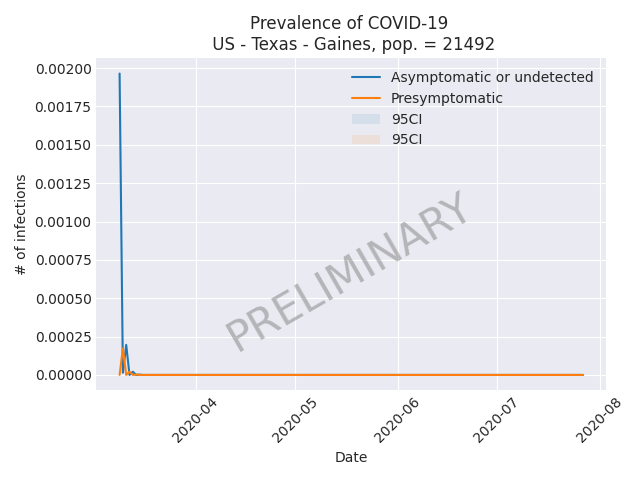 Prevalence of COVID-19
US - Texas - Gaines, pop. = 21492
Asymptomatic or undetected
Presymptomatic
95CI
95CI
# of infections
0.00200
0.00175
0.00150
0.00125
0.00100
0.00075
0.00050
0.00025
0.00000
PRELIMINARY
2020-04
2020-05
2020-06
2020-07
2020-08
Date